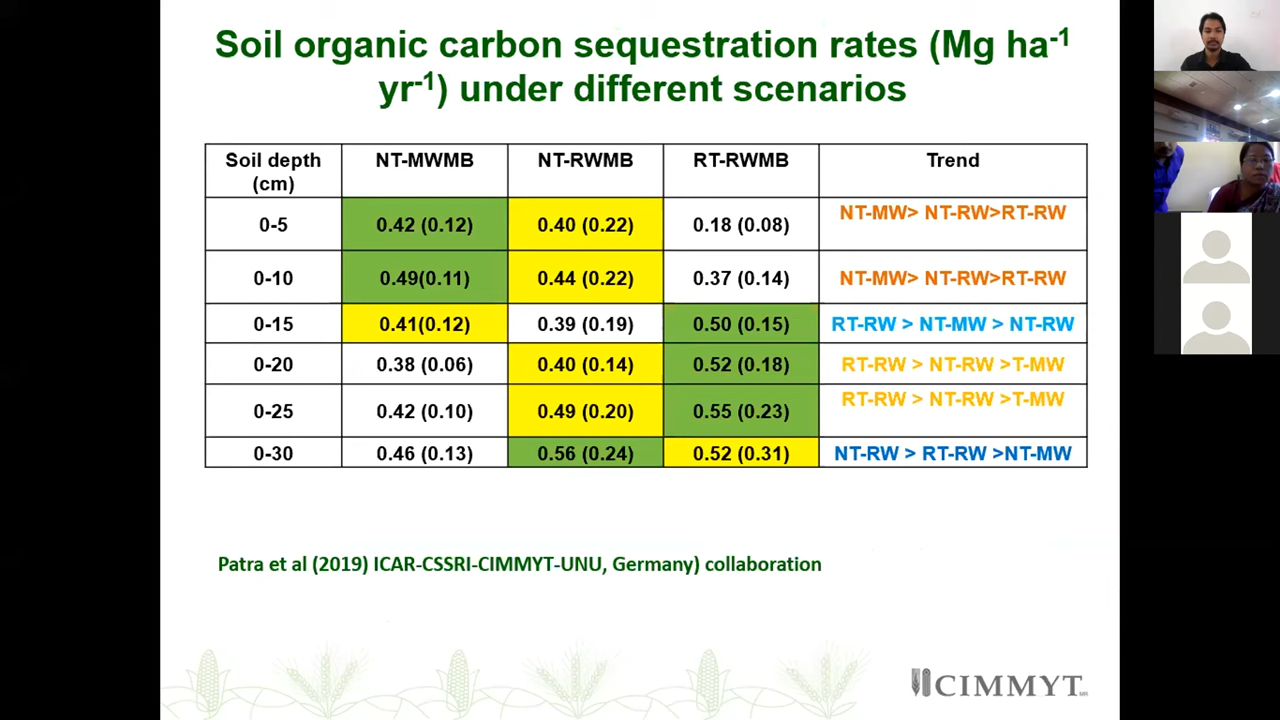 Soil organic carbon sequestration rates (Mg ha-1
yr-1) under different scenarios
Soil depth (cm) NT-MWMB NT-RWMB RT-RWMB Trend
0-5 0.42 (0.12) 0.40 (0.22) 0.18 (0.08) NT-MW> NT-RW>RT-RW
0-10 0.49(0.11) 0.44 (0.22) 0.37 (0.14) NT-MW> NT-RW>RT-RW
0-15 0.41(0.12) 0.39 (0.19) 0.50 (0.15) RT-RW > NT-MW > NT-RW
0-20 0.38 (0.06) 0.40 (0.14) 0.52 (0.18) RT-RW > NT-RW >T-MW
0-25 0.42 (0.10) 0.49 (0.20) 0.55 (0.23) RT-RW > NT-RW >T-MW
0-30 0.46 (0.13) 0.56 (0.24) 0.52 (0.31) NT-RW > RT-RW >NT-MW
Patra et al (2019) ICAR-CSSRI-CIMMYT-UNU, Germany) collaboration
CIMMYT